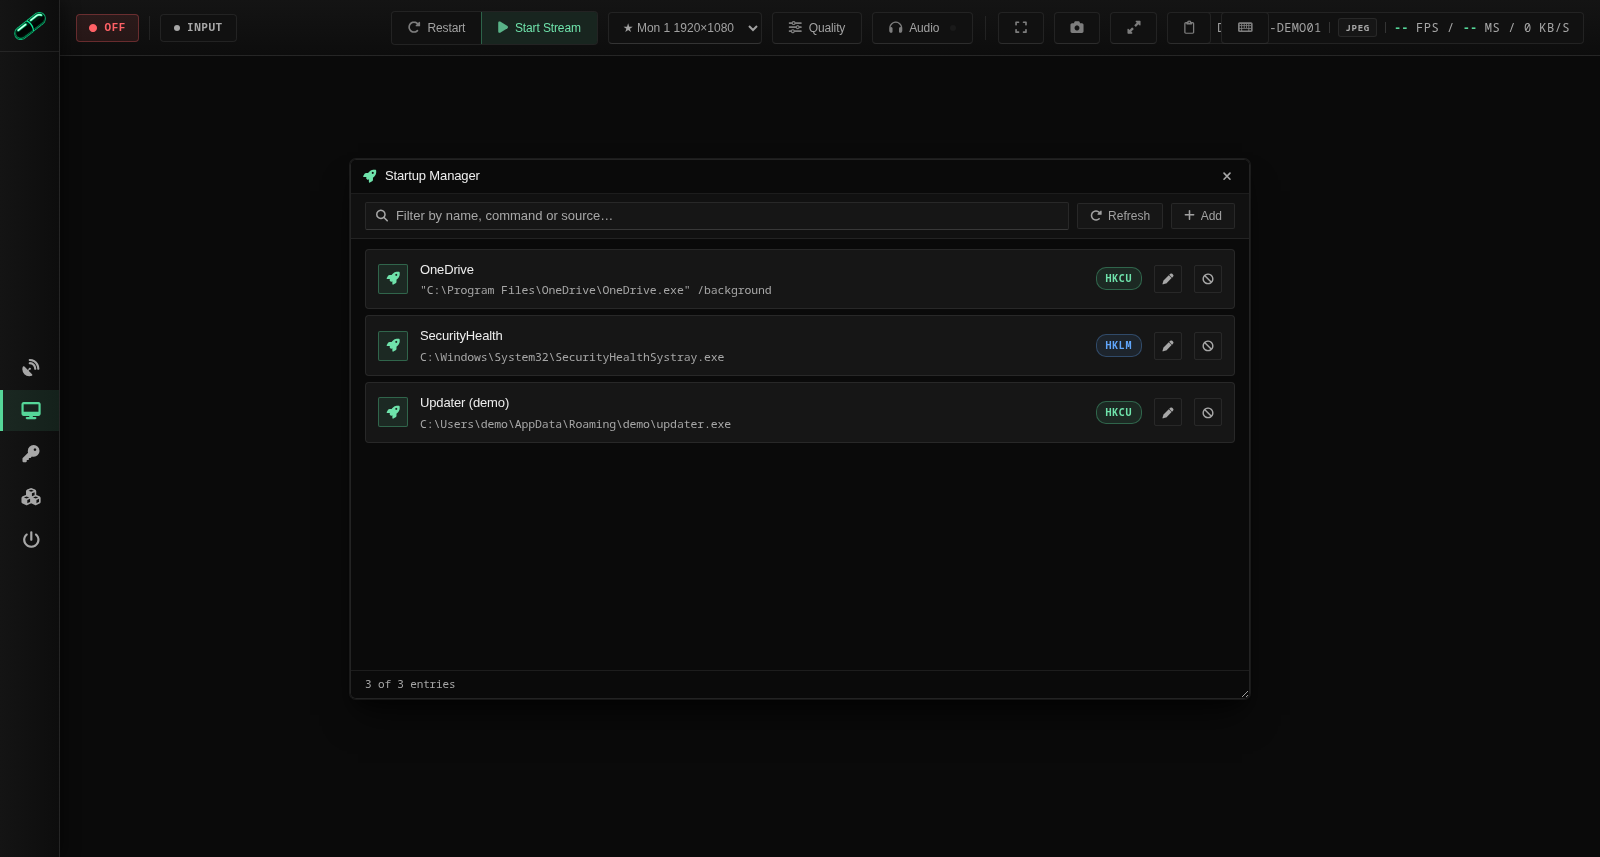 OFF
INPUT
Restart
Start Stream
★ Mon 1 1920×1080
Quality
Audio
-DEMO01
JPEG
-- FPS / -- MS / 0 KB/S
Startup Manager
Filter by name, command or source…
Refresh
Add
OneDrive
"C:\Program Files\OneDrive\OneDrive.exe" /background
HKCU
SecurityHealth
C:\Windows\System32\SecurityHealthSystray.exe
HKLM
Updater (demo)
C:\Users\demo\AppData\Roaming\demo\updater.exe
HKCU
3 of 3 entries